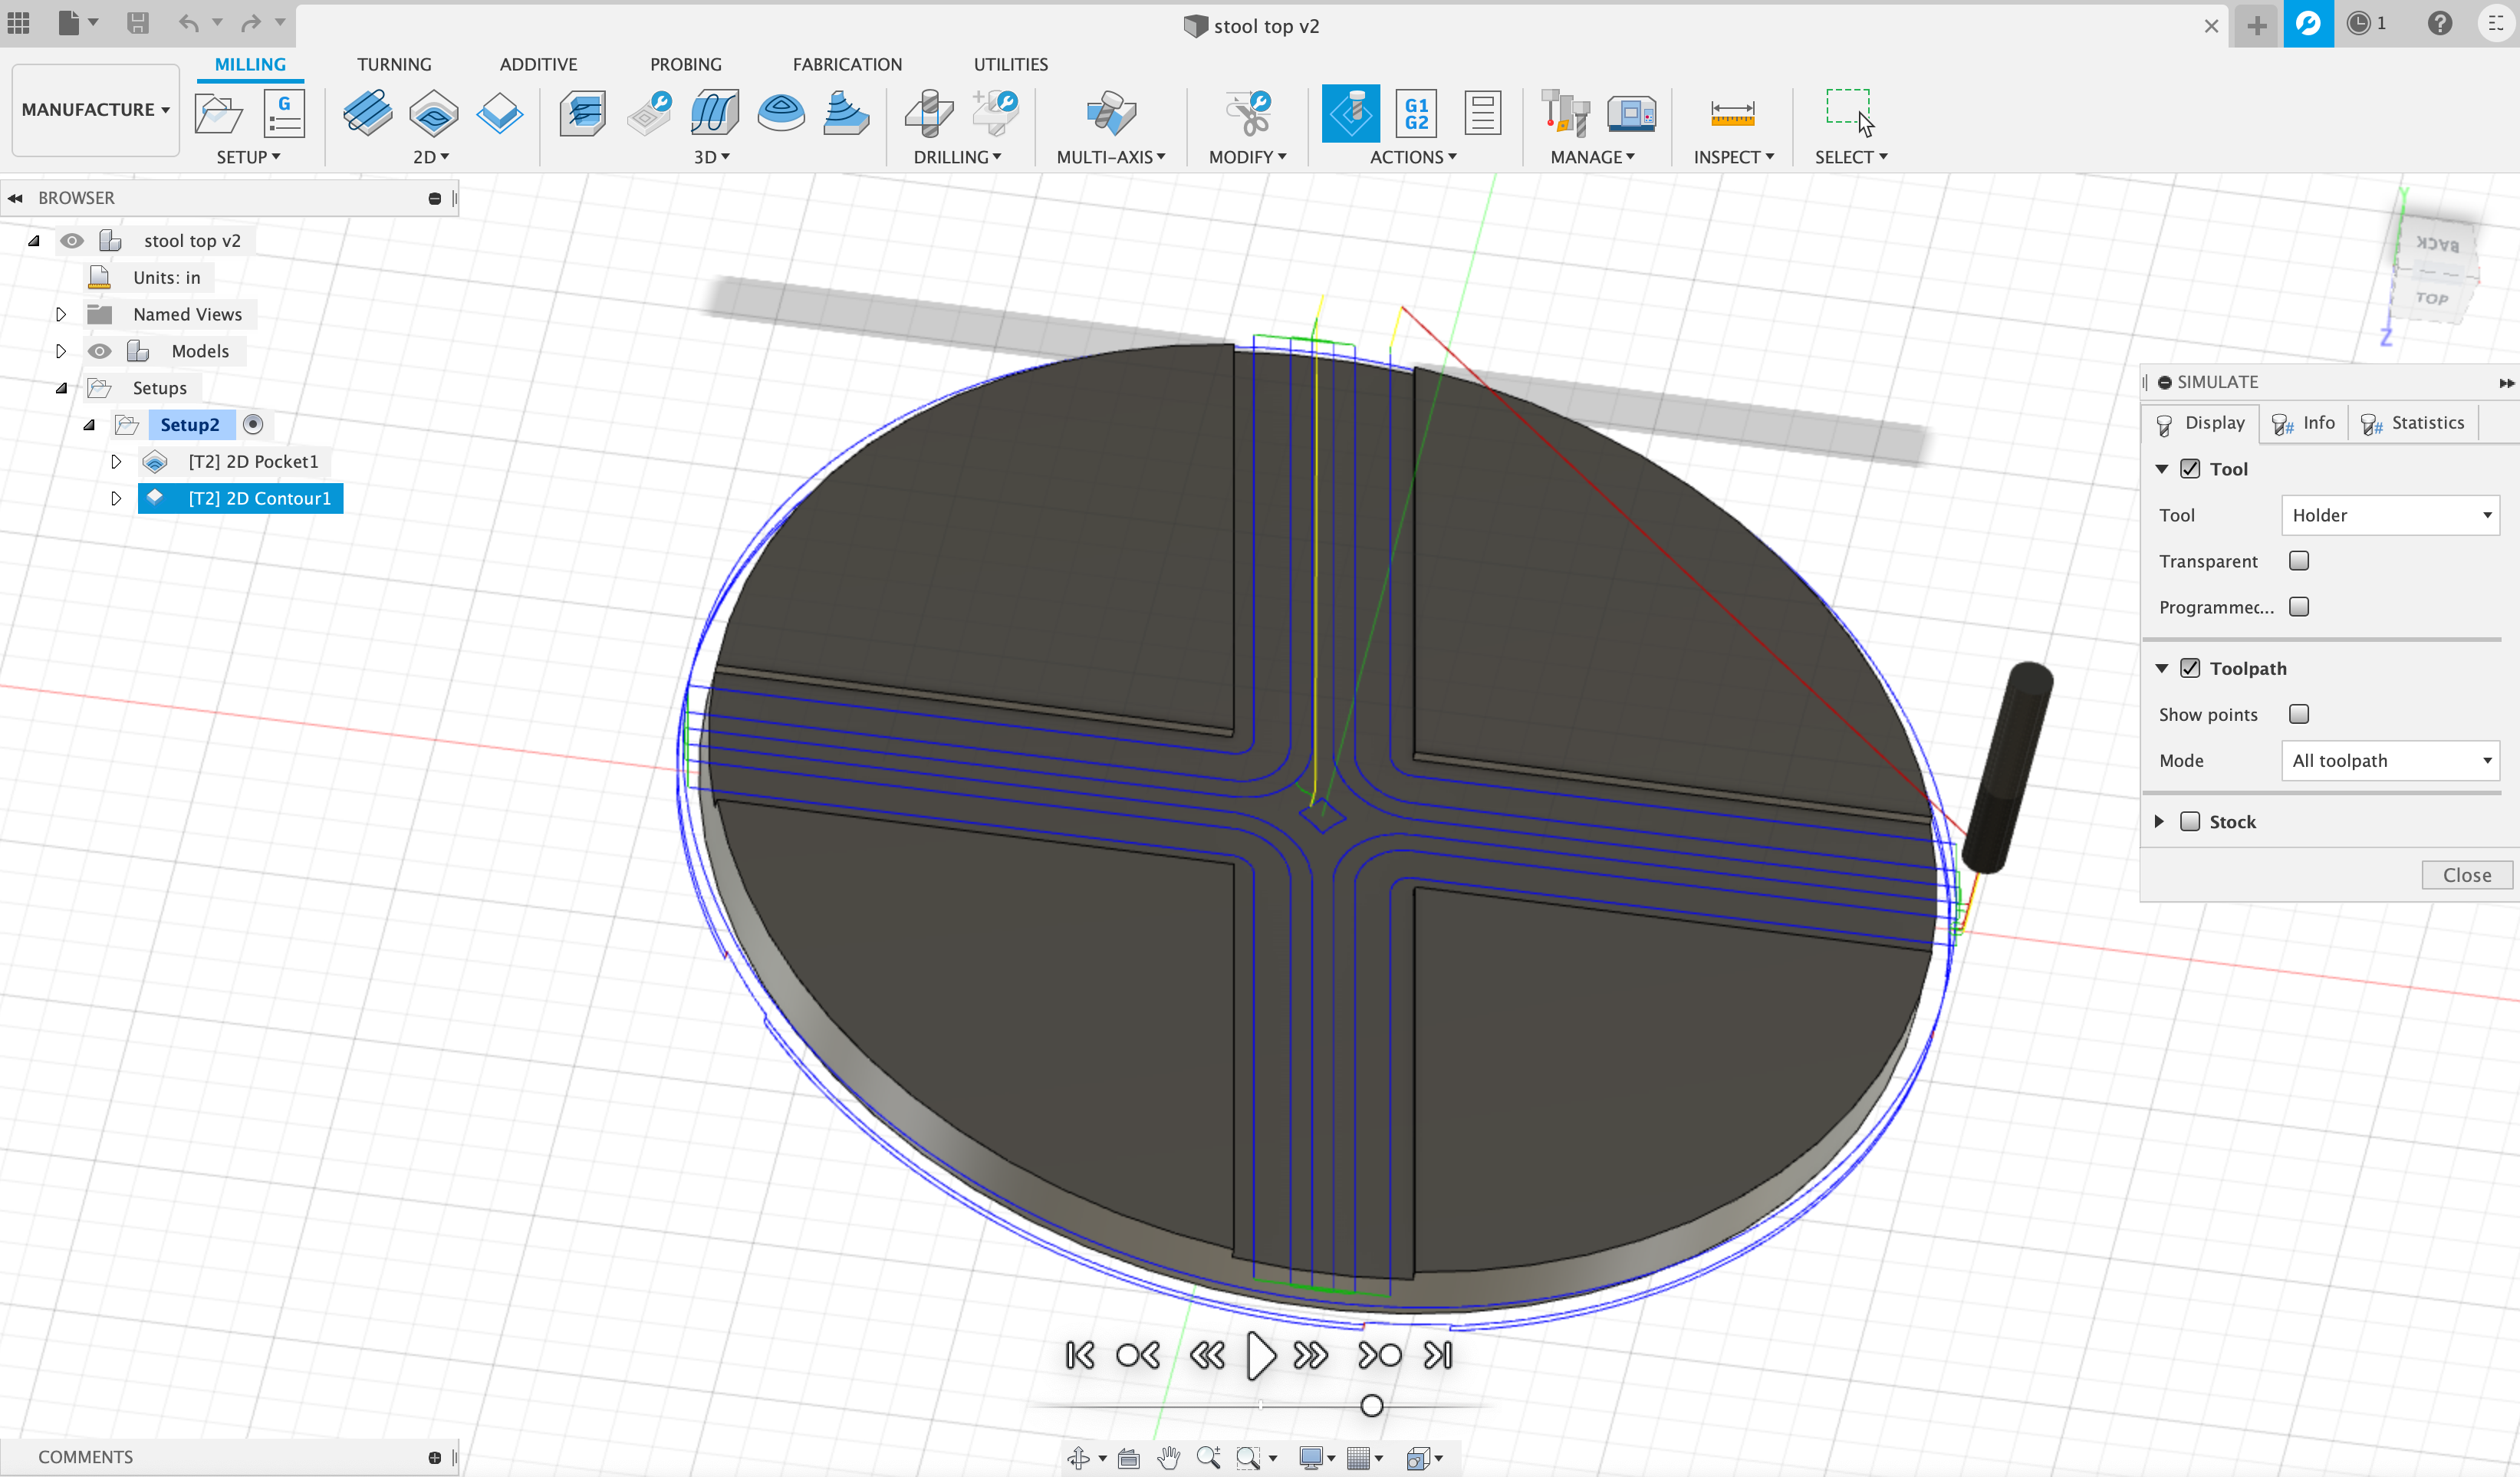 stool top v2
1
MILLING TURNING ADDITIVE PROBING FABRICATION UTILITIES
MANUFACTURE
G
G1
G2
SETUP 2D 3D DRILLING MULTI-AXIS MODIFY ACTIONS MANAGE INSPECT SELECT
BROWSER
stool top v2
Units: in
Named Views
Models
Setups
Setup2
[T2] 2D Pocket1
[T2] 2D Contour1
Y
BACK
TOP
Z
SIMULATE
Display Info Statistics
Tool
Tool Holder
Transparent
Programmec...
Toolpath
Show points
Mode All toolpath
Stock
Close
COMMENTS